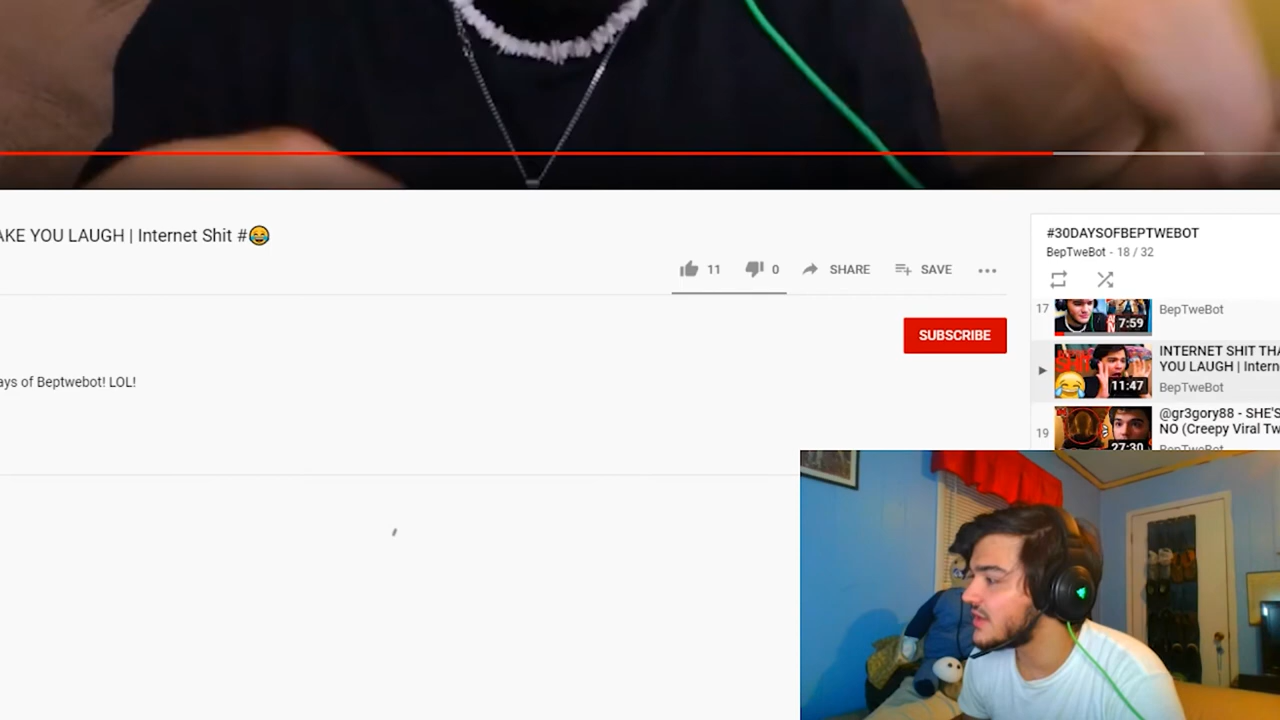 AKE YOU LAUGH | Internet Shit #😂
11 0 SHARE SAVE
SUBSCRIBE
ays of Beptwebot! LOL!
#30DAYSOFBEPTWEBOT
BepTweBot - 18 / 32
17
7:59
BepTweBot
INTERNET SHIT THA
YOU LAUGH | Intern
11:47
BepTweBot
@gr3gory88 - SHE'S
NO (Creepy Viral Tw
19
27:30
BepTweBot